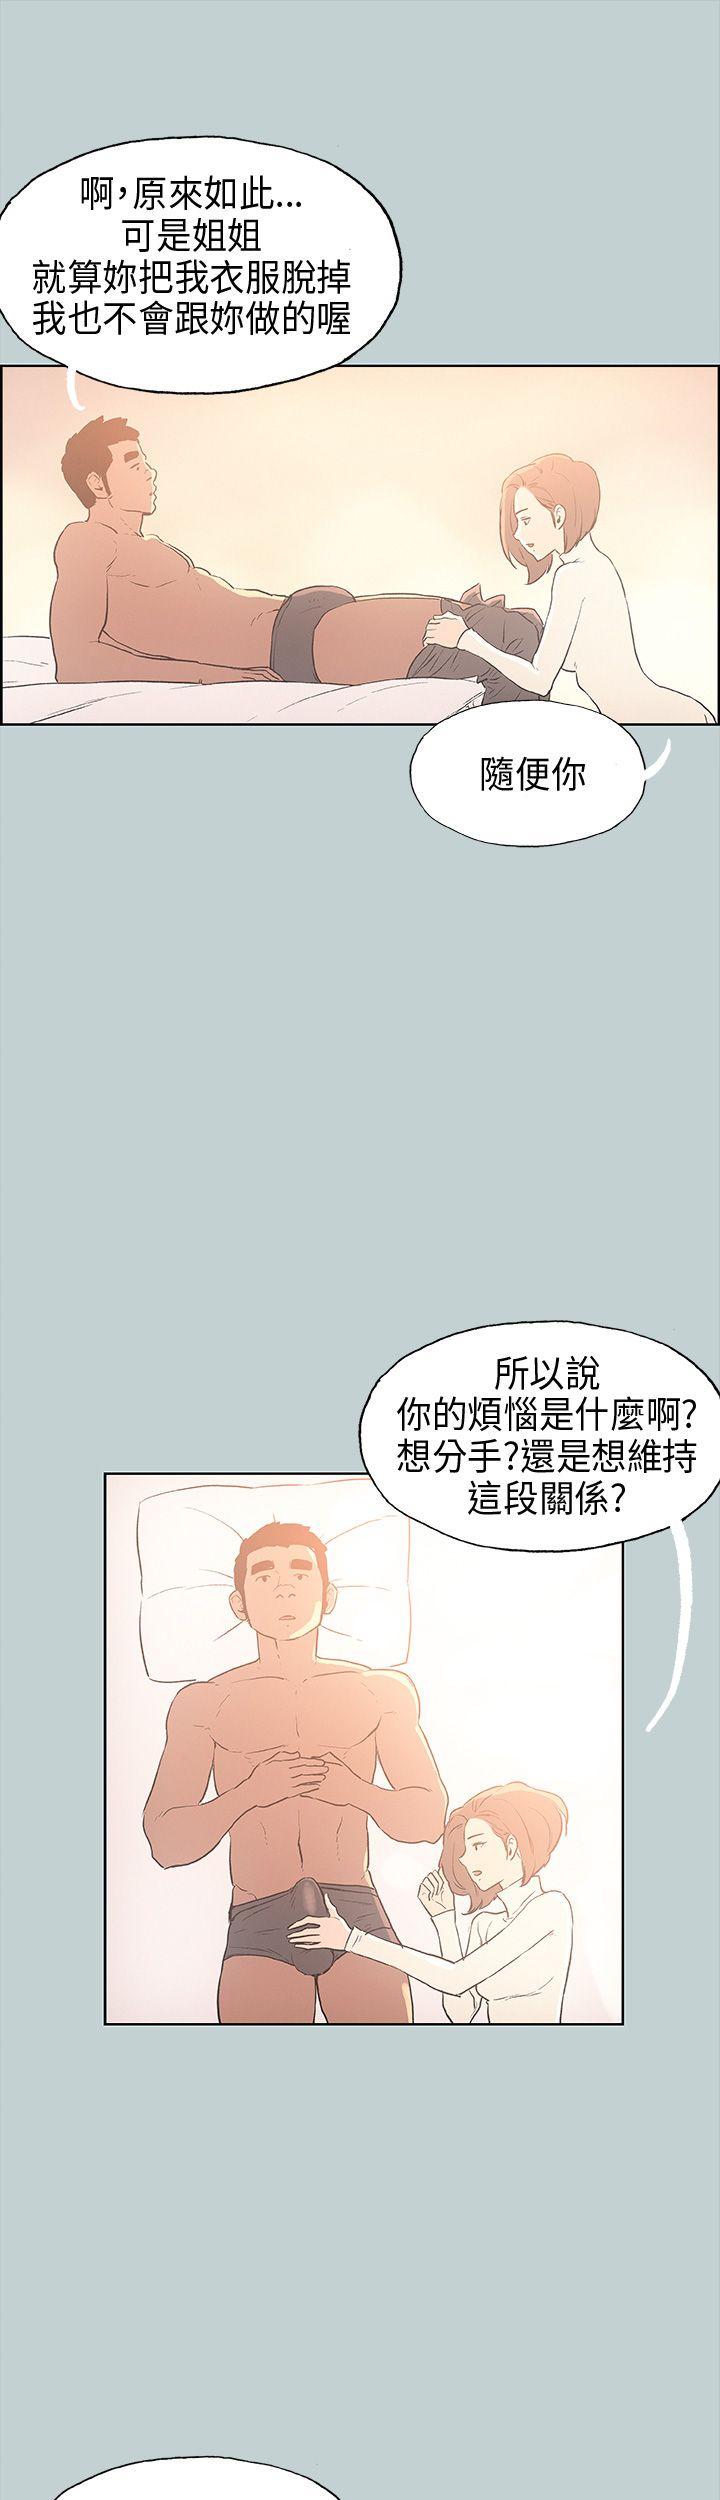 啊,原來如此...
可是姐姐
就算妳把我衣服脫掉
我也不會跟妳做的喔
隨便你
所以說
你的煩惱是什麼啊?
想分手?還是想維持
這段關係?